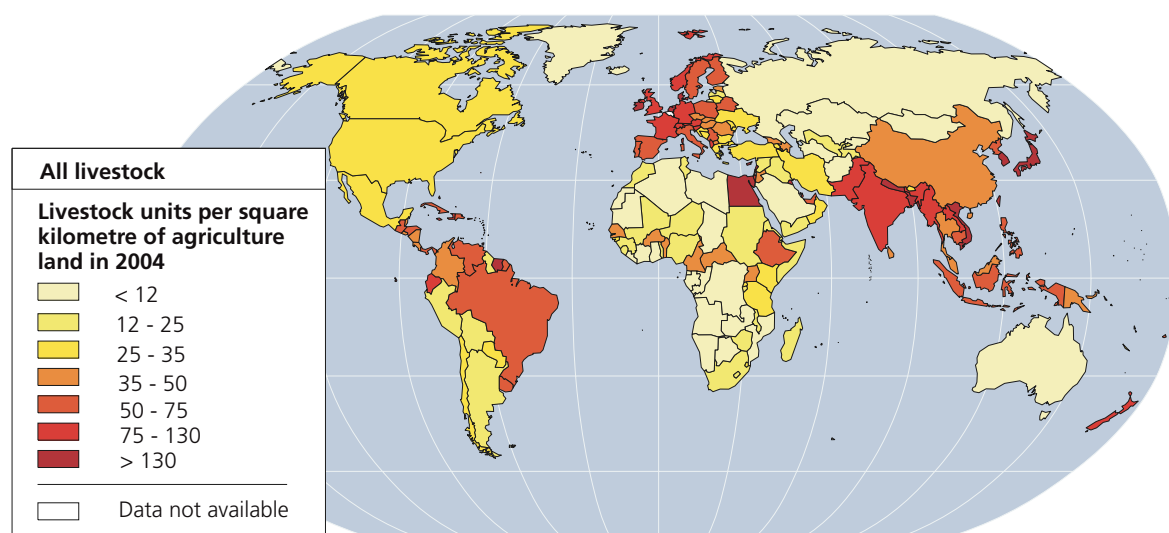 All livestock
Livestock units per square
kilometre of agriculture
land in 2004
< 12
12 - 25
25 - 35
35 - 50
50 - 75
75 - 130
> 130
Data not available